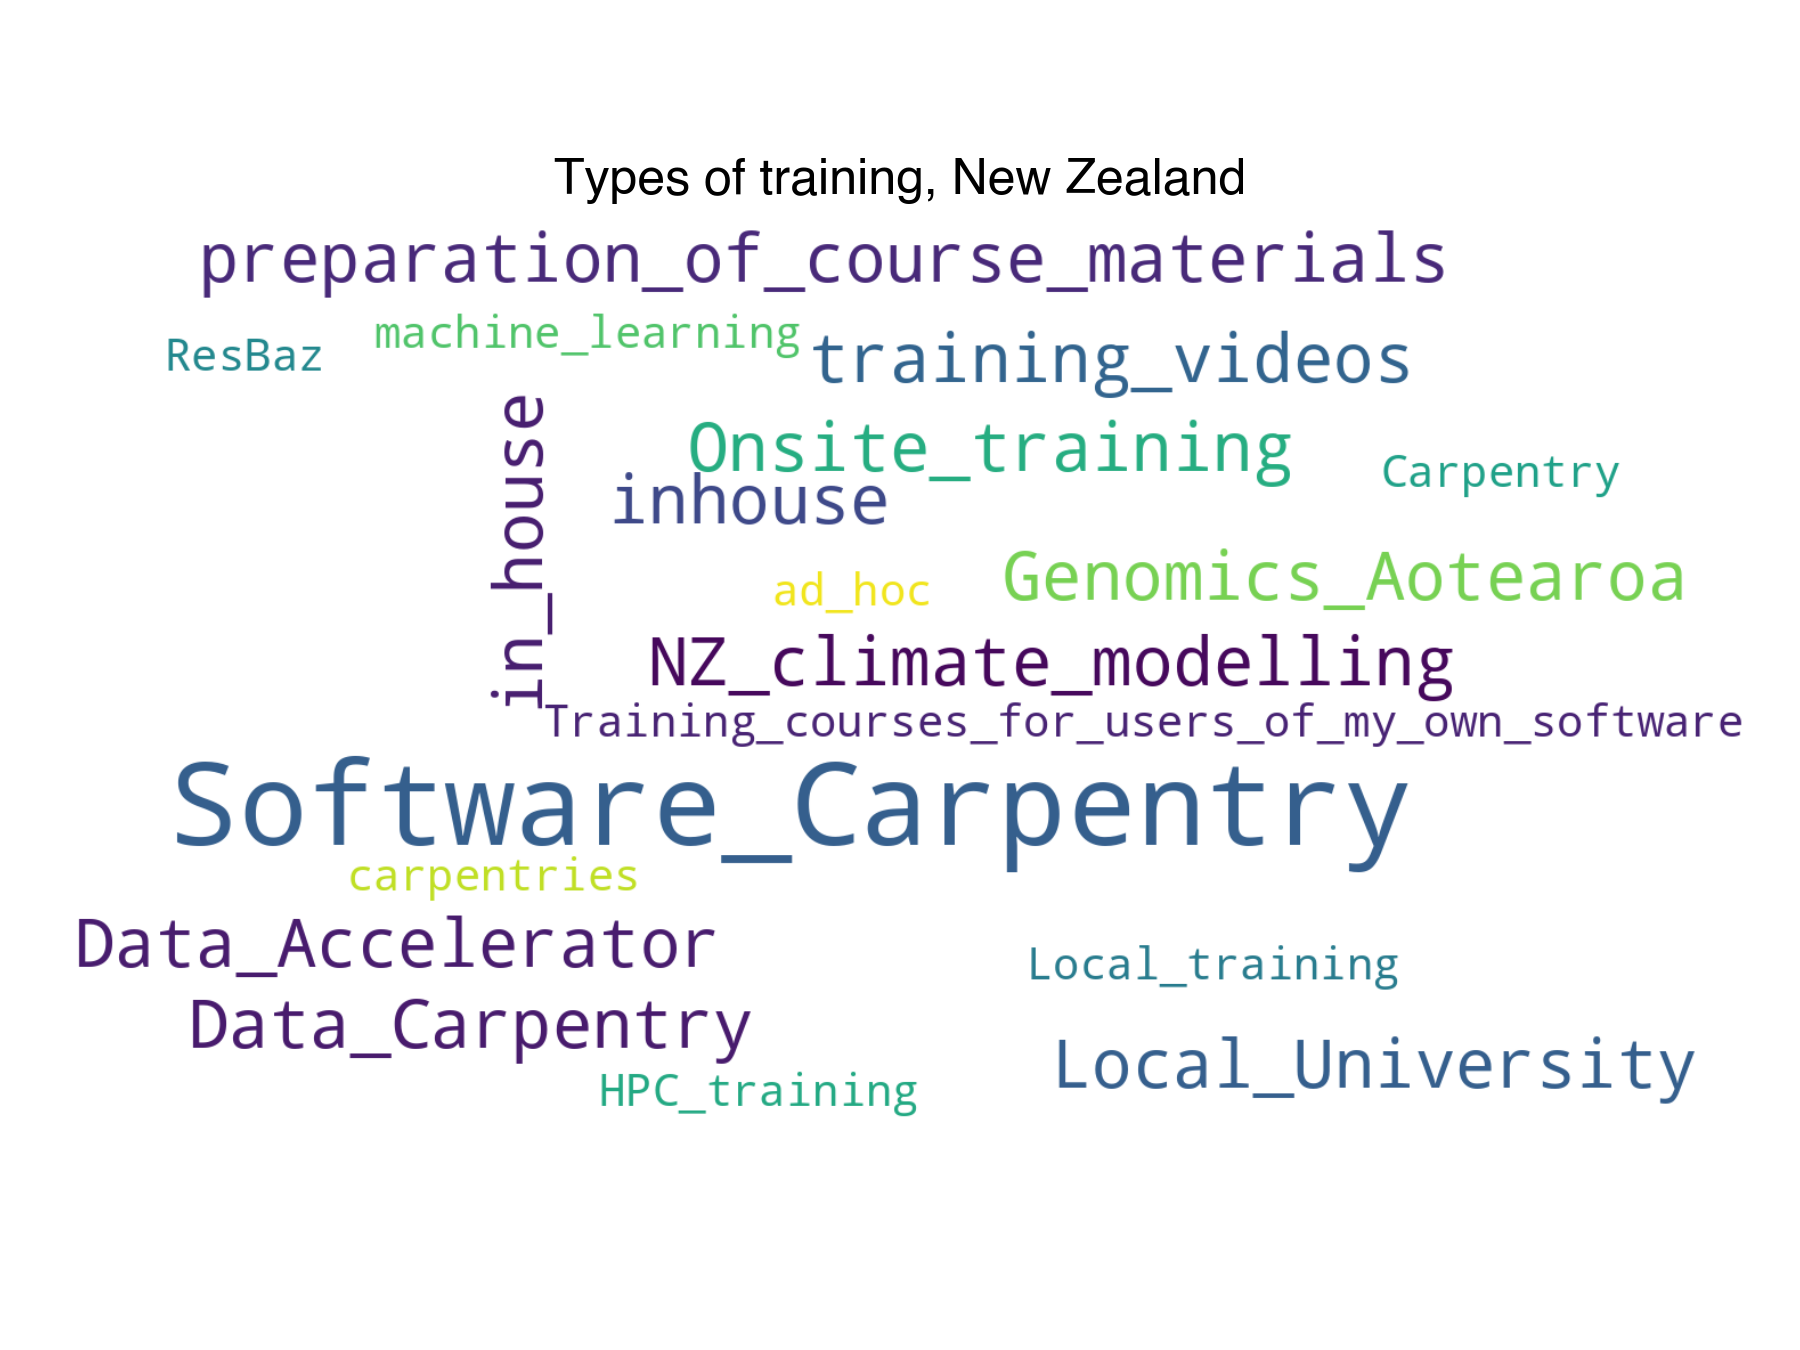 Types of training, New Zealand
preparation_of_course_materials
machine_learning
ResBaz
training_videos
in_house
Onsite_training
Carpentry
inhouse
Genomics_Aotearoa
ad_hoc
NZ_climate_modelling
Training_courses_for_users_of_my_own_software
Software_Carpentry
carpentries
Data_Accelerator
Local_training
Data_Carpentry
Local_University
HPC_training